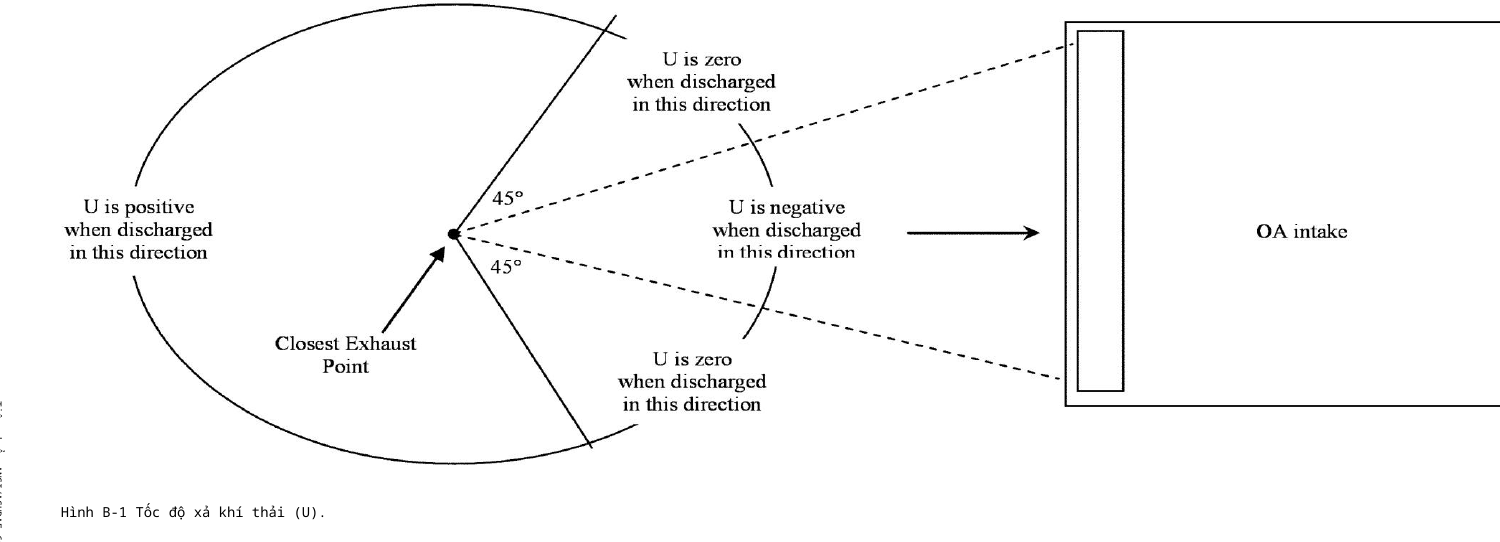 U is zero
when discharged
in this direction
45°
U is positive
when discharged
in this direction
U is negative
when discharged
in this direction
OA intake
45°
Closest Exhaust
Point
U is zero
when discharged
in this direction
Hình B-1 Tốc độ xả khí thải (U).